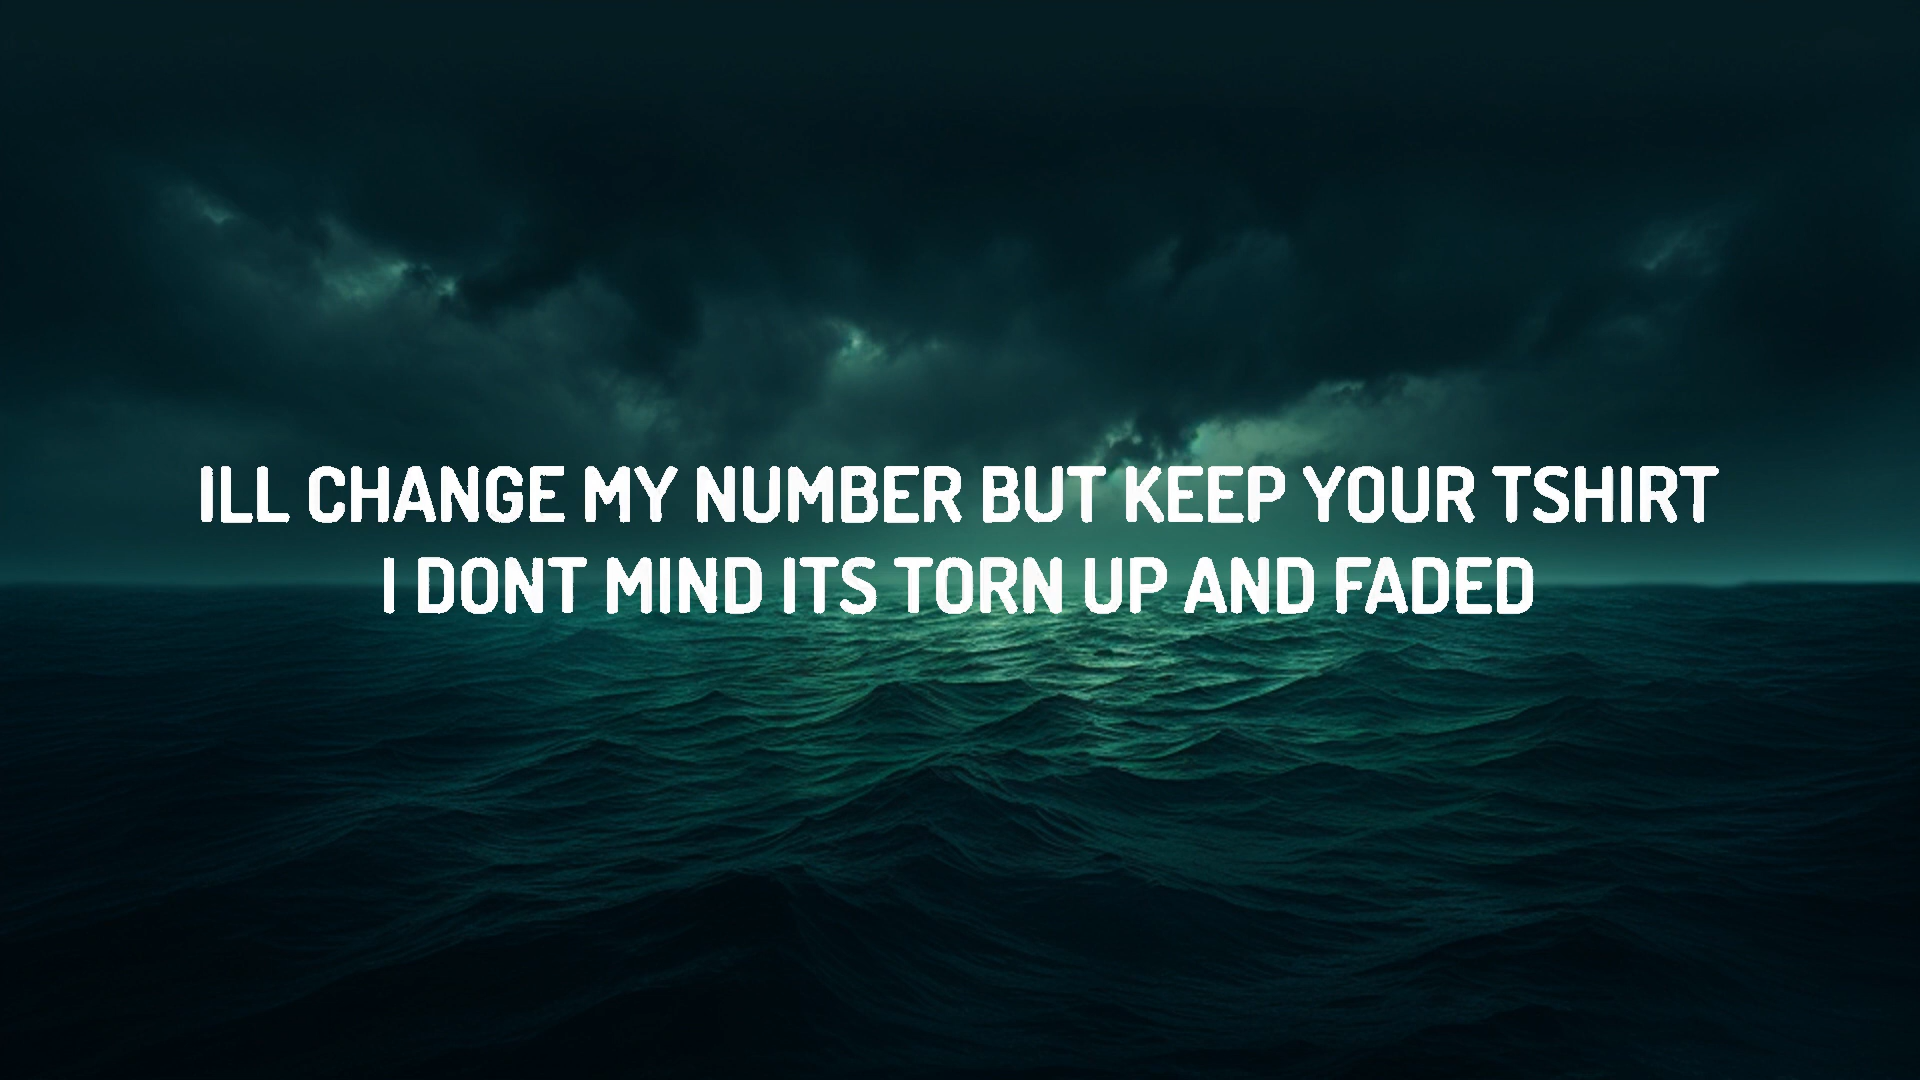 ILL CHANGE MY NUMBER BUT KEEP YOUR TSHIRT
I DONT MIND ITS TORN UP AND FADED